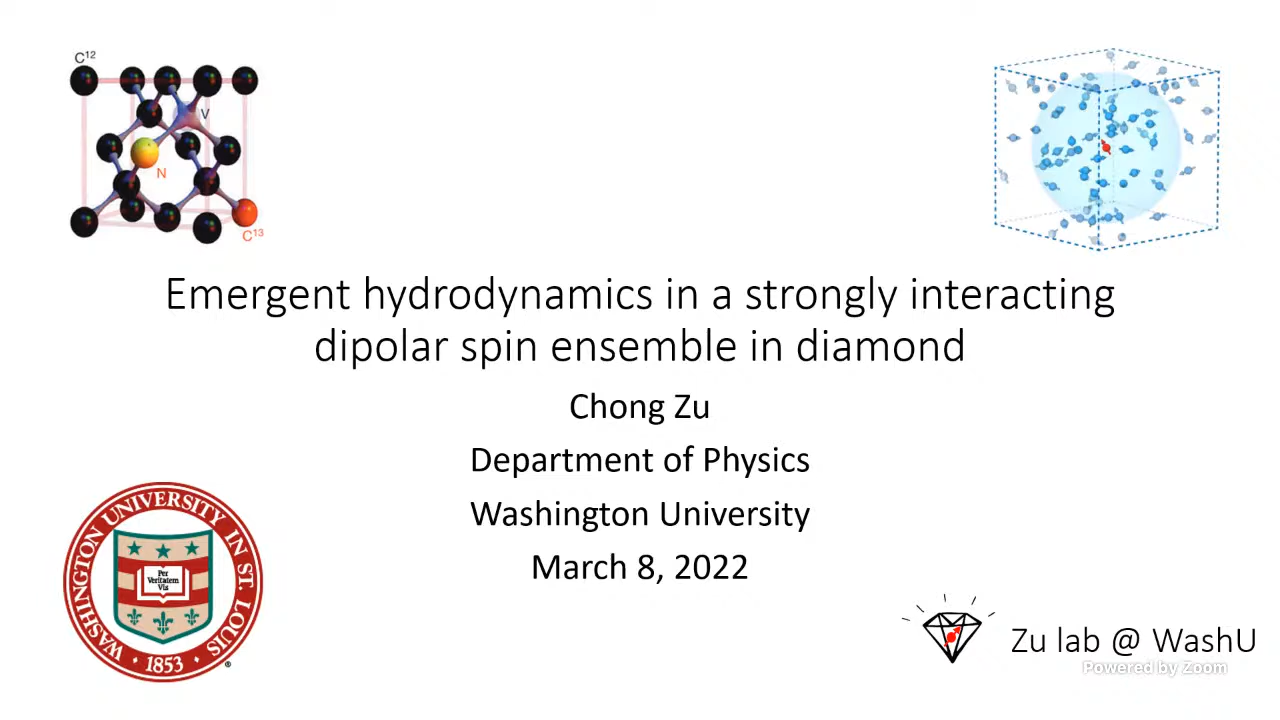 C12
V
N
C13
Emergent hydrodynamics in a strongly interacting
dipolar spin ensemble in diamond
Chong Zu
Department of Physics
Washington University
March 8, 2022
WASHINGTON·UNIVERSITY·IN·ST·LOUIS·
Per
Veritatem
Vis
· 1853 ·
®
Zu lab @ WashU
Powered by Zoom